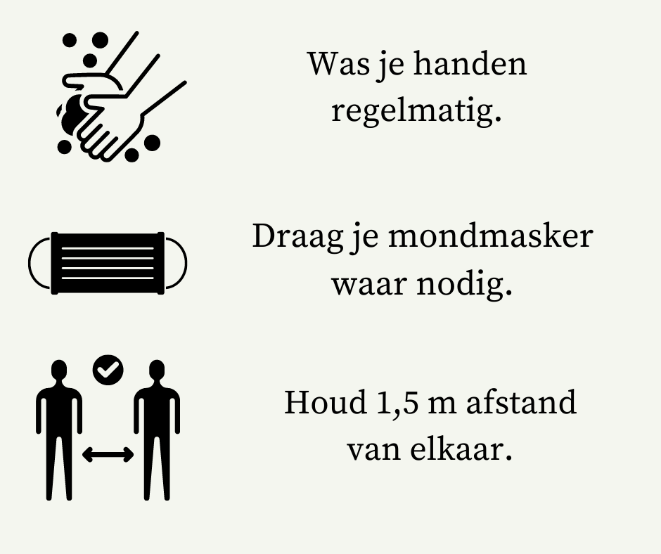 Was je handen
regelmatig.
Draag je mondmasker
waar nodig.
Houd 1,5 m afstand
van elkaar.